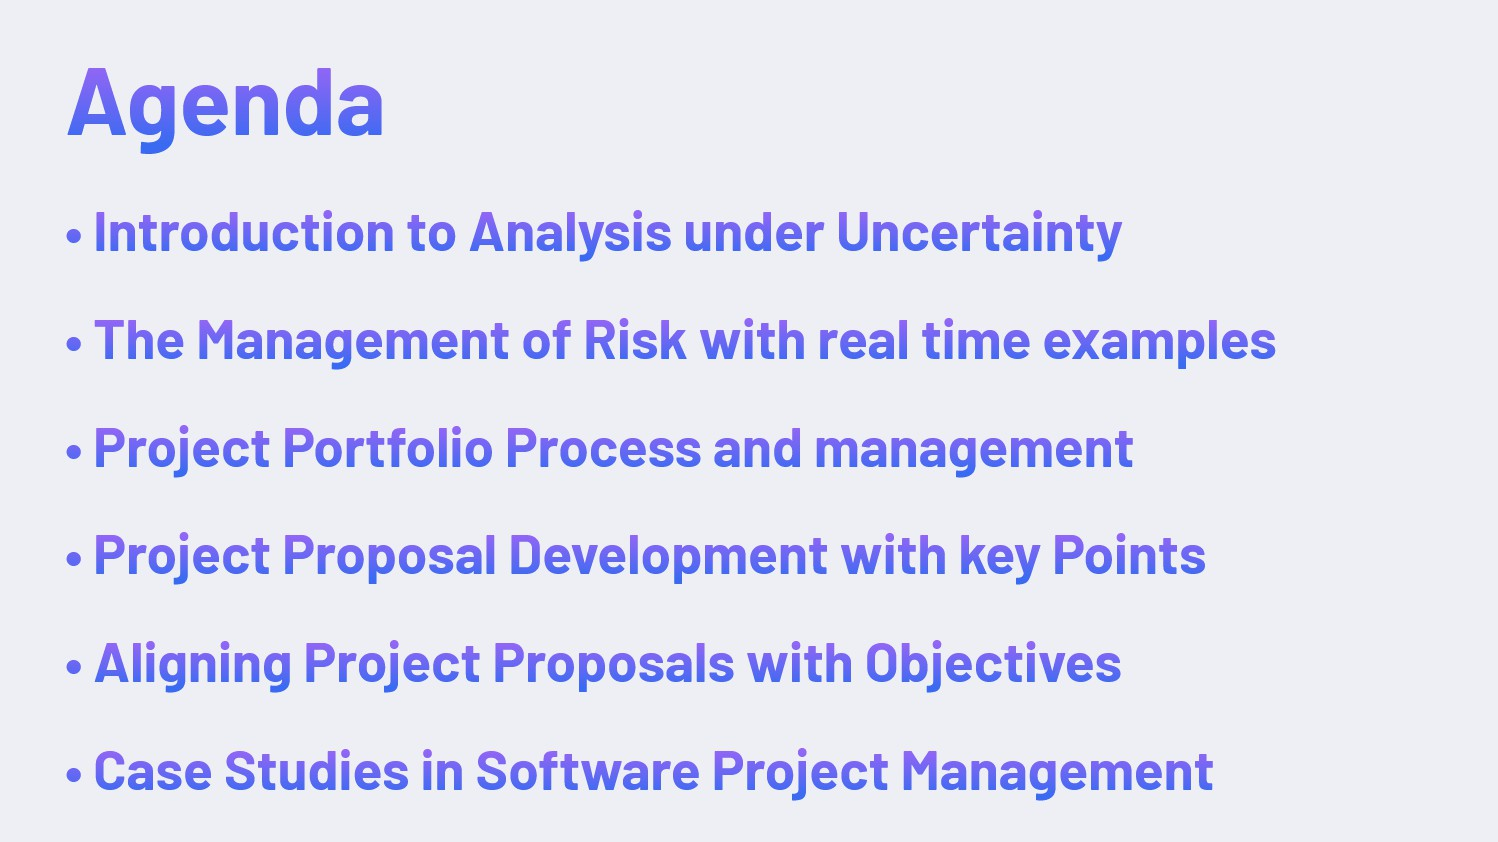 Agenda
• Introduction to Analysis under Uncertainty
• The Management of Risk with real time examples
• Project Portfolio Process and management
• Project Proposal Development with key Points
• Aligning Project Proposals with Objectives
• Case Studies in Software Project Management